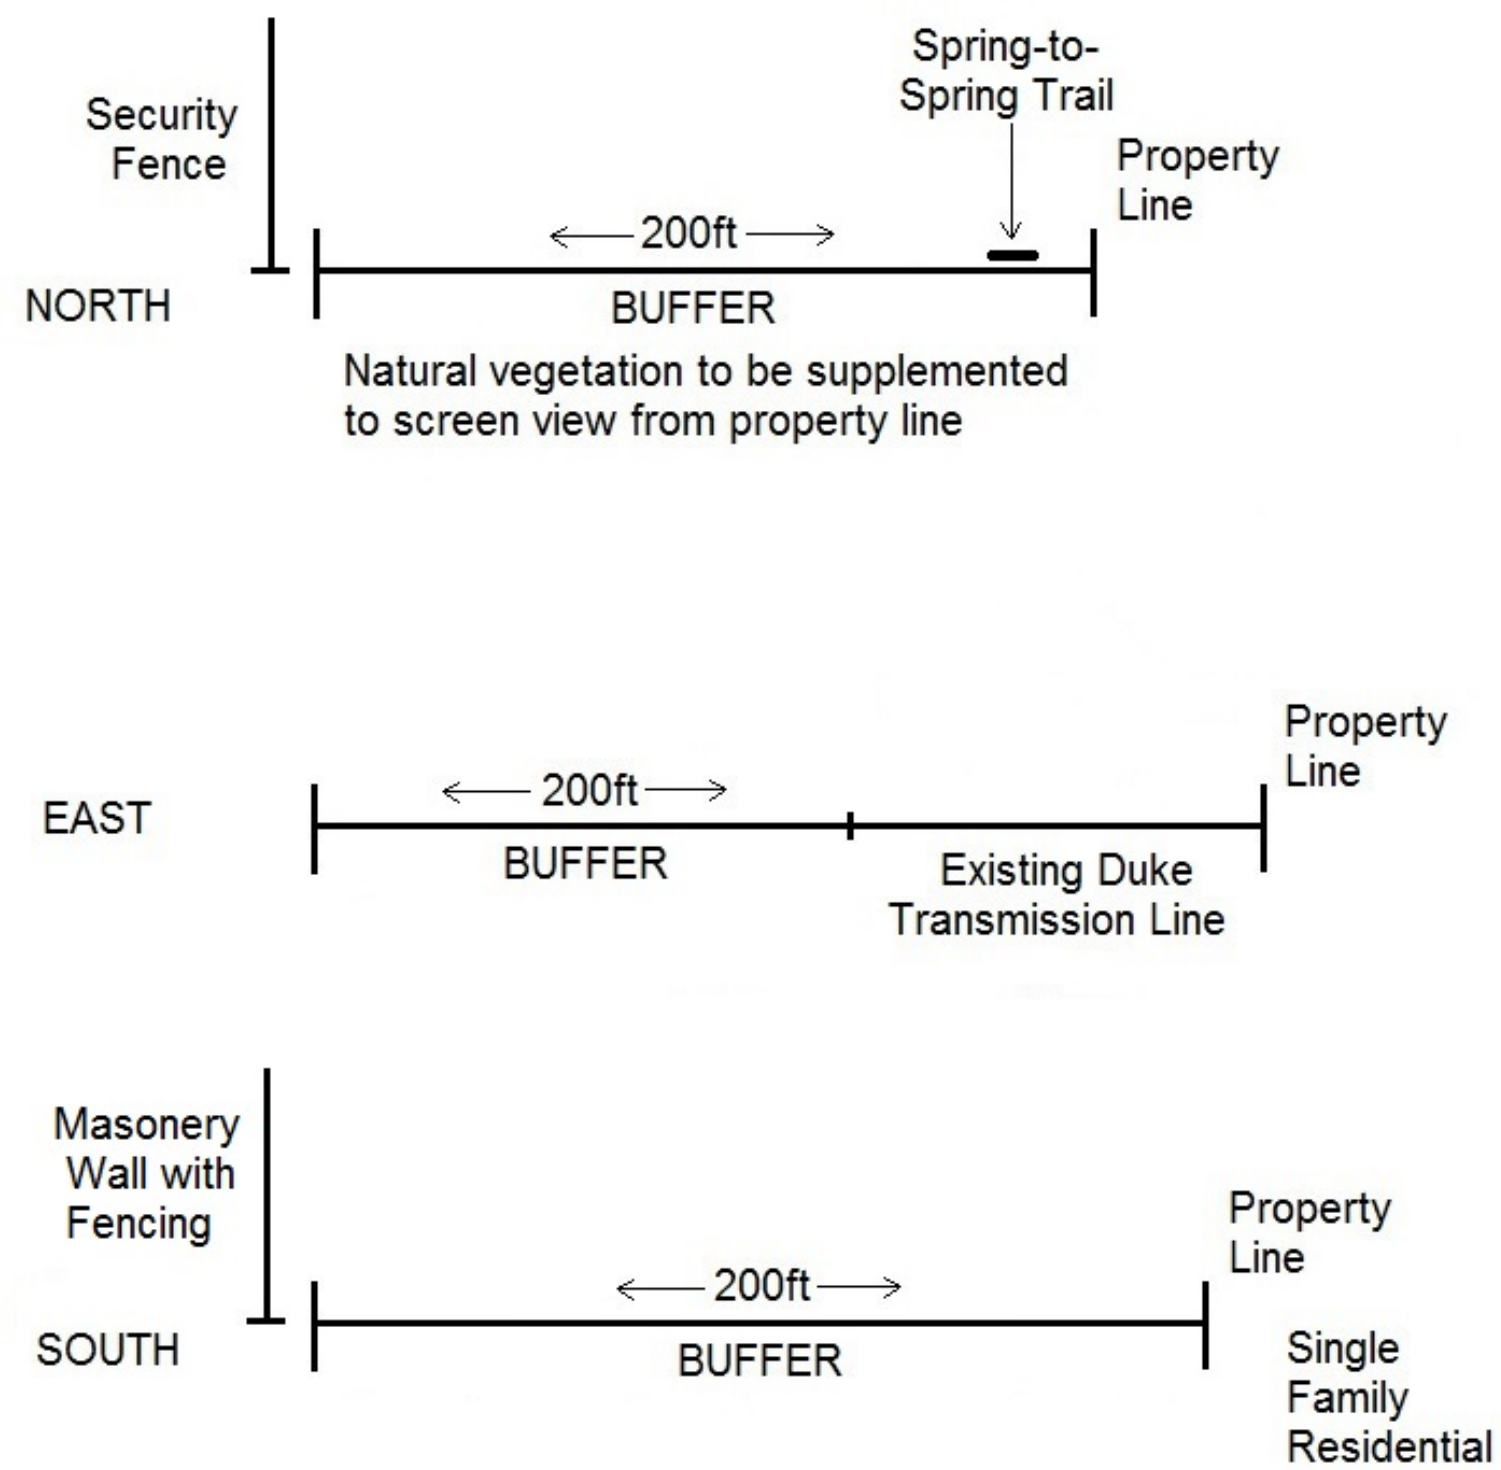 Spring-to-
Spring Trail
Security
Fence
Property
Line
200ft
NORTH
BUFFER
Natural vegetation to be supplemented
to screen view from property line
Property
Line
200ft
EAST
BUFFER
Existing Duke
Transmission Line
Masonery
Wall with
Fencing
Property
Line
200ft
SOUTH
BUFFER
Single
Family
Residential